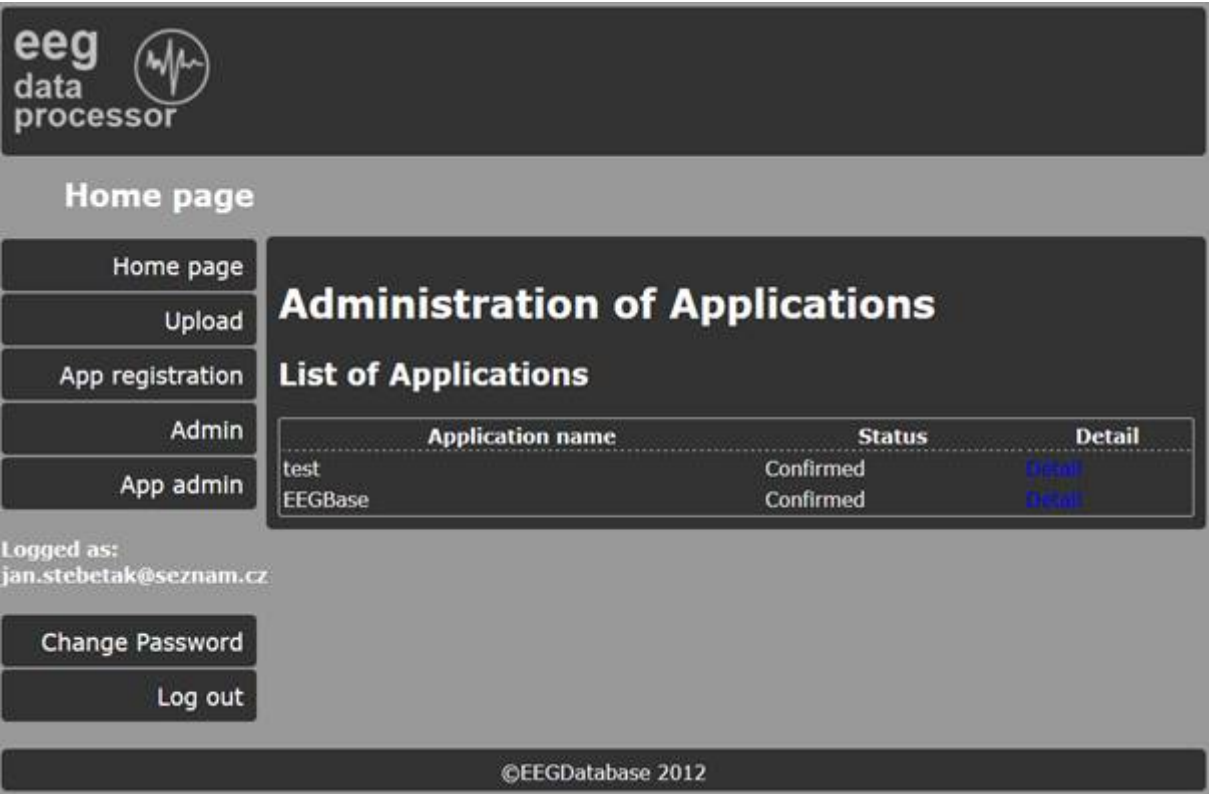 eeg
data
processor
Home page
Home page
Upload
App registration
Admin
App admin
Logged as:
jan.stebetak@seznam.cz
Change Password
Log out
Administration of Applications
List of Applications
Application name Status Detail
test Confirmed Detail
EEGBase Confirmed Detail
©EEGDatabase 2012